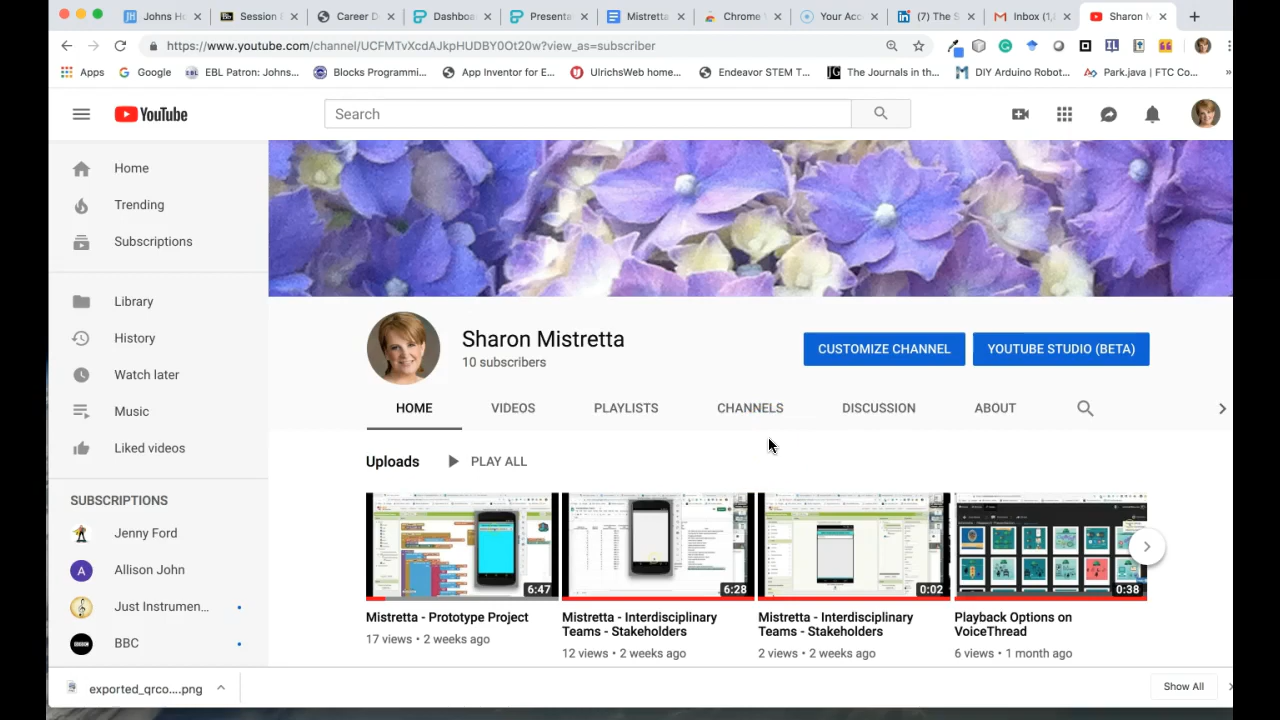 Johns Ho
Session
Career D
Dashboa
Presenta
Mistretta
Chrome
Your Acc
(7) The S
Inbox (1,
Sharon M
https://www.youtube.com/channel/UCFMTvXcdAJkpHUDBY0Ot20w?view_as=subscriber
Apps
Google
EBL Patron: Johns...
Blocks Programmi...
App Inventor for E...
UlrichsWeb home...
Endeavor STEM T...
The Journals in th...
DIY Arduino Robot...
Park.java | FTC Co...
»
YouTube
Search
Home
Trending
Subscriptions
Library
History
Watch later
Music
Liked videos
SUBSCRIPTIONS
Jenny Ford
A Allison John
Just Instrumen...
BBC
Sharon Mistretta
10 subscribers
CUSTOMIZE CHANNEL
YOUTUBE STUDIO (BETA)
HOME
VIDEOS
PLAYLISTS
CHANNELS
DISCUSSION
ABOUT
Uploads
PLAY ALL
6:47
6:28
0:02
0:38
Mistretta - Prototype Project
17 views • 2 weeks ago
Mistretta - Interdisciplinary
Teams - Stakeholders
12 views • 2 weeks ago
Mistretta - Interdisciplinary
Teams - Stakeholders
2 views • 2 weeks ago
Playback Options on
VoiceThread
6 views • 1 month ago
exported_qrco....png
Show All